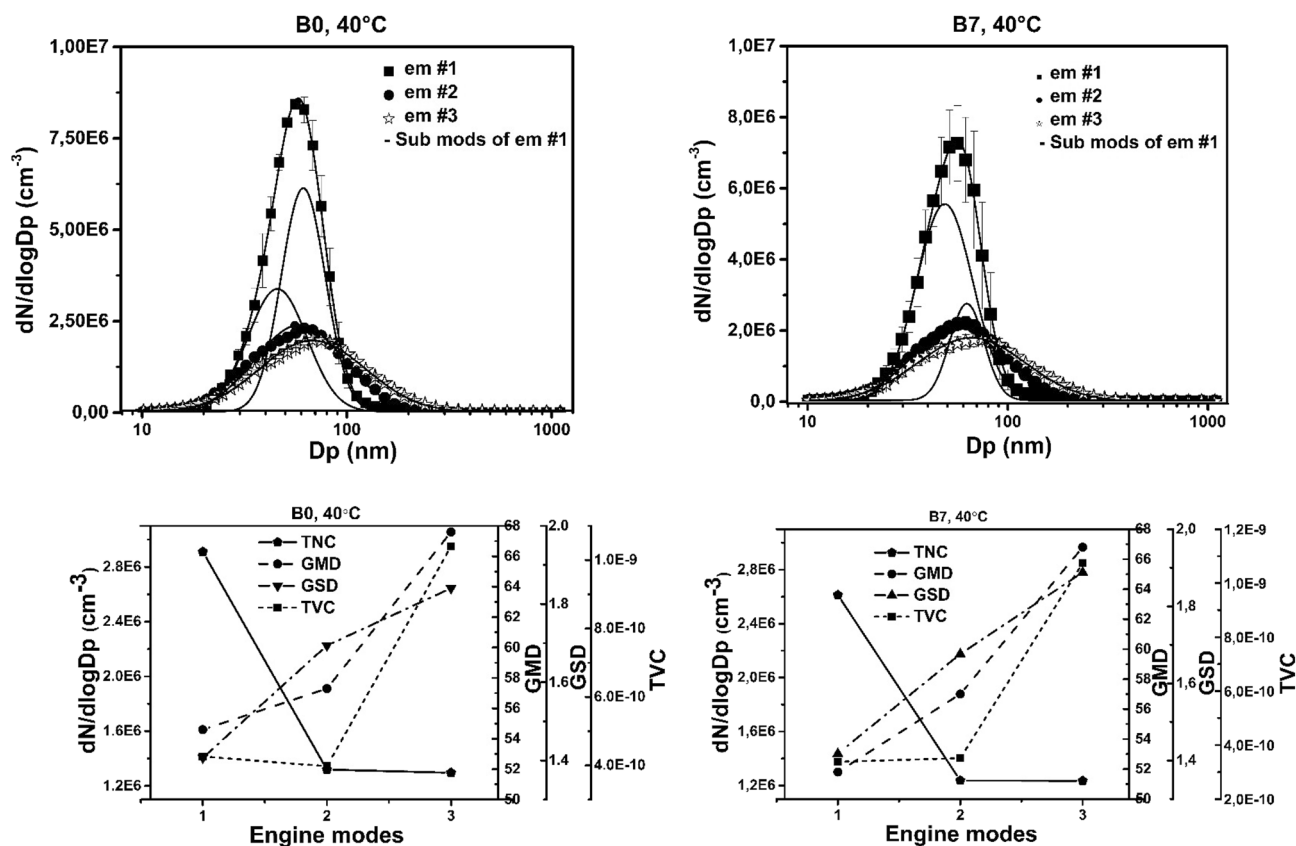 B0, 40°C
1,00E7
7,50E6
5,00E6
2,50E6
0,00
dN/dlogDp (cm-3)
em #1
em #2
em #3
- Sub mods of em #1
10
100
1000
Dp (nm)
B7, 40°C
1,0E7
8,0E6
6,0E6
4,0E6
2,0E6
0,0
dN/dlogDp (cm-3)
em #1
em #2
em #3
- Sub mods of em #1
10
100
1000
Dp (nm)
B0, 40°C
2.8E6
2.4E6
2.0E6
1.6E6
1.2E6
dN/dlogDp (cm-3)
TNC
GMD
GSD
TVC
1
2
3
Engine modes
68
66
64
62
60
58
56
54
52
50
GMD
2.0
1.8
1.6
1.4
GSD
1.0E-9
8.0E-10
6.0E-10
4.0E-10
TVC
B7, 40°C
2.8E6
2.4E6
2.0E6
1.6E6
1.2E6
dN/dlogDp (cm-3)
TNC
GMD
GSD
TVC
1
2
3
Engine modes
68
66
64
62
60
58
56
54
52
50
GMD
2,0
1,8
1,6
1,4
GSD
1,2E-9
1,0E-9
8,0E-10
6,0E-10
4,0E-10
2,0E-10
TVC